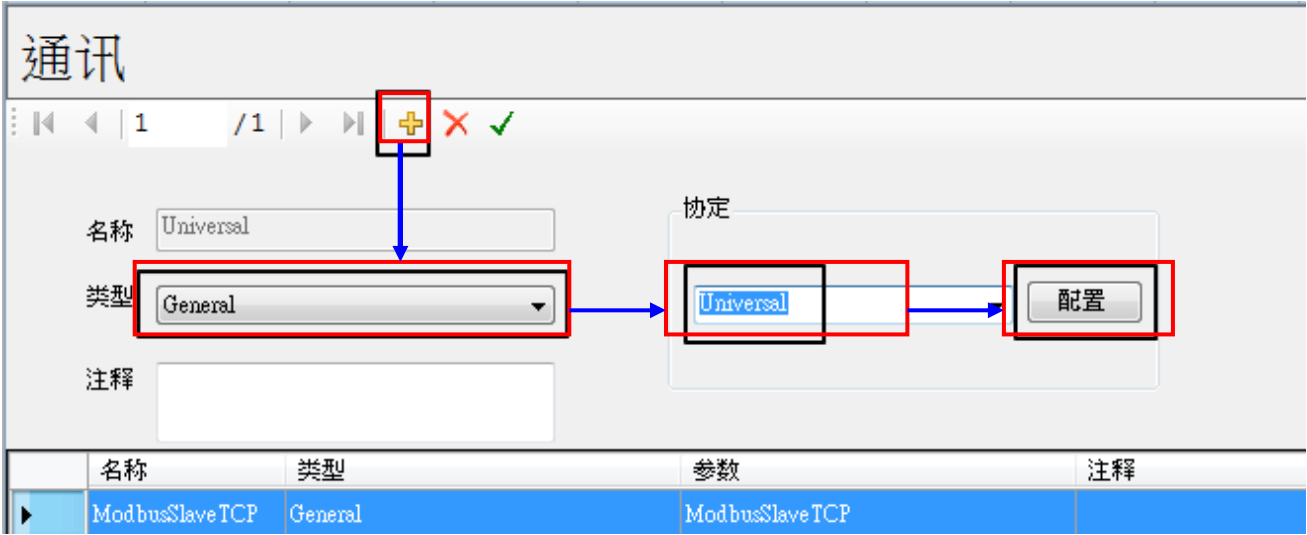 通讯
1 /1
名称 Universal
协定
类型 General
Universal
配置
注释
名称 类型 参数 注释
ModbusSlaveTCP General ModbusSlaveTCP